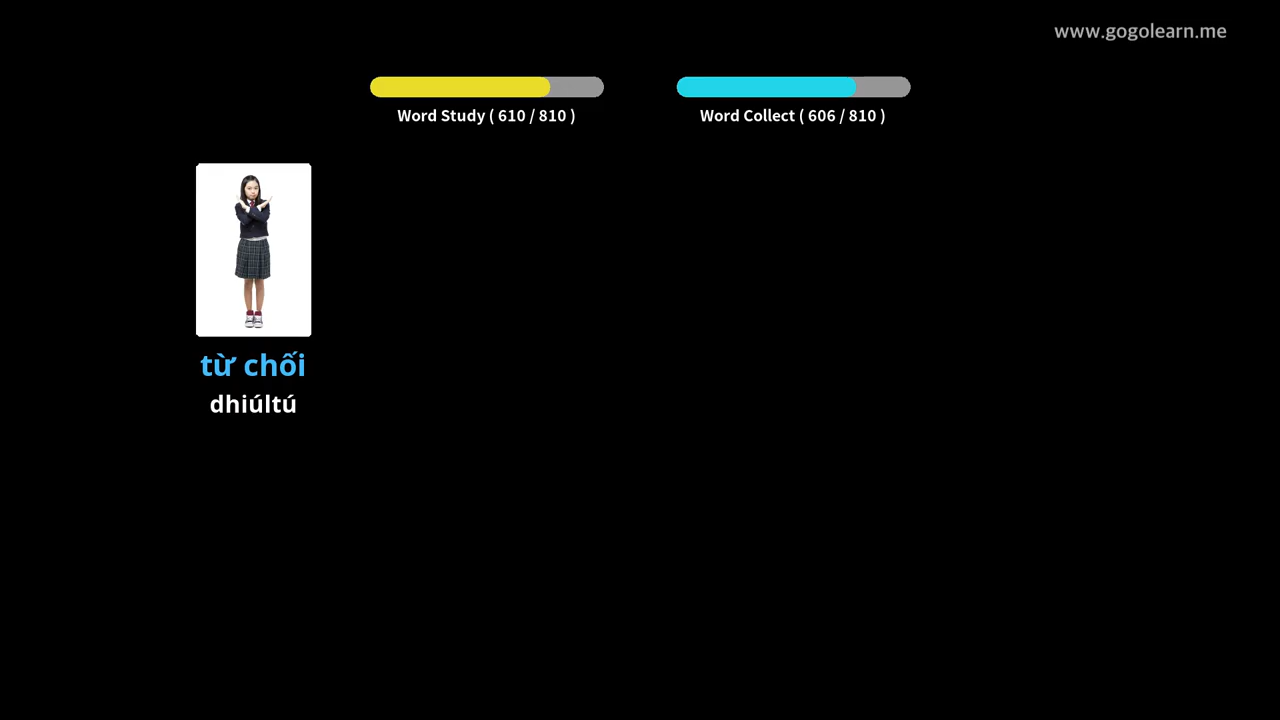 www.gogolearn.me
Word Study ( 610 / 810 )
Word Collect ( 606 / 810 )
từ chối
dhiúltú